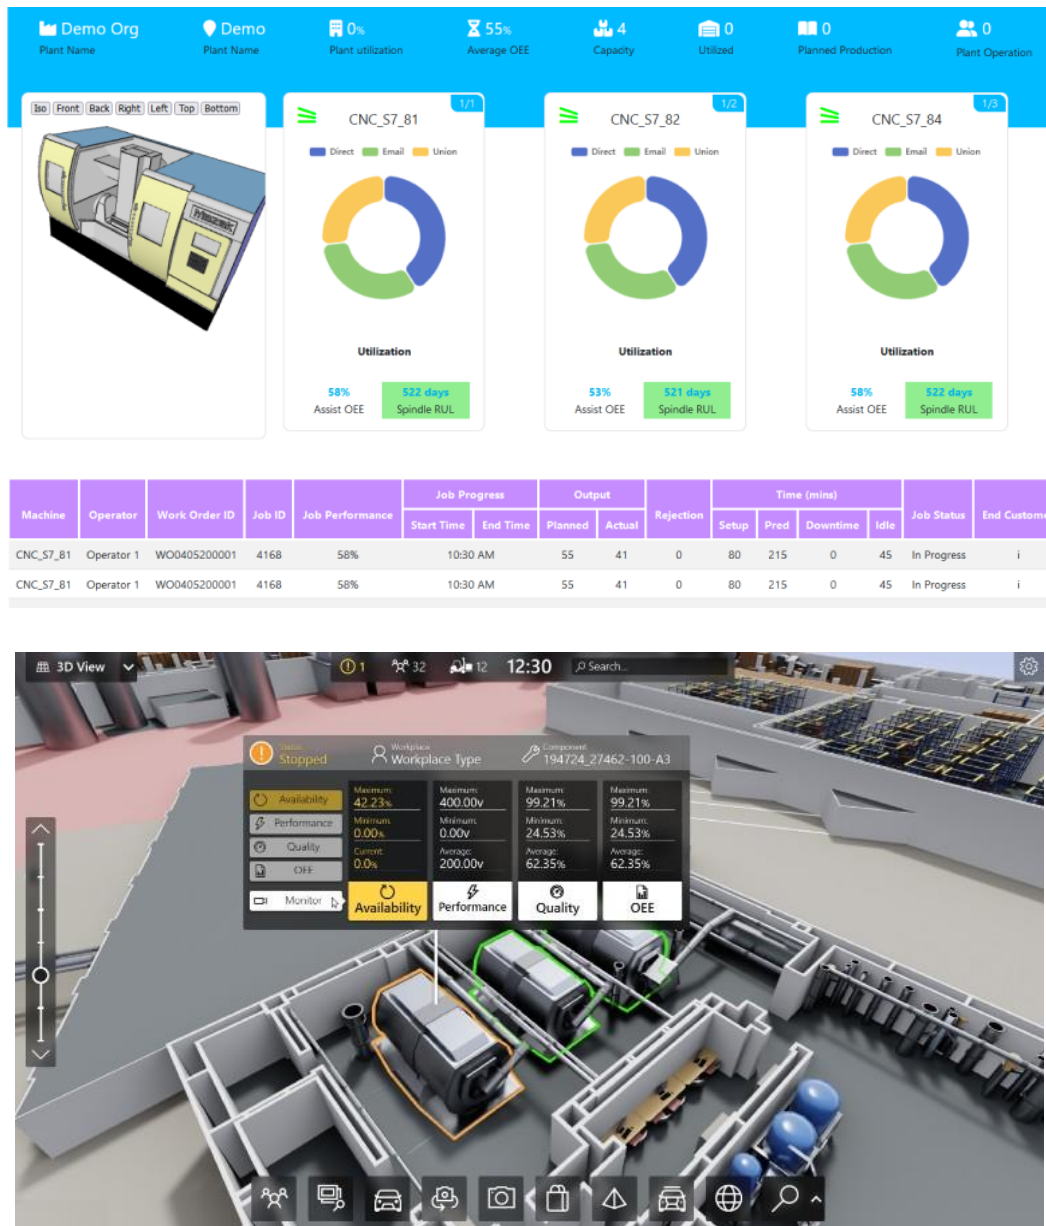 Demo Org Demo 0% 55% 4 0 0 0
Plant Name Plant Name Plant utilization Average OEE Capacity Utilized Planned Production Plant Operation
Iso Front Back Right Left Top Bottom
Mazak
1/1
CNC_S7_81
Direct Email Union
Utilization
58% 522 days
Assist OEE Spindle RUL
1/2
CNC_S7_82
Direct Email Union
Utilization
53% 521 days
Assist OEE Spindle RUL
1/3
CNC_S7_84
Direct Email Union
Utilization
58% 522 days
Assist OEE Spindle RUL
Job Progress Output Time (mins)
Machine Operator Work Order ID Job ID Job Performance Rejection Job Status End Custome
Start Time End Time Planned Actual Setup Pred Downtime Idle
CNC_S7_81 Operator 1 WO0405200001 4168 58% 10:30 AM 55 41 0 80 215 0 45 In Progress i
CNC_S7_81 Operator 1 WO0405200001 4168 58% 10:30 AM 55 41 0 80 215 0 45 In Progress i
3D View 1 32 12 12:30 Search...
Status Workplace Component
Stopped Workplace Type 194724_27462-100-A3
Availability
Performance
Quality
OEE
Monitor
Maximum:
42.23%
Minimum:
0.00%
Current:
0.0%
Availability
Maximum:
400.00v
Minimum:
0.00v
Average:
200.00v
Performance
Maximum:
99.21%
Minimum:
24.53%
Average:
62.35%
Quality
Maximum:
99.21%
Minimum:
24.53%
Average:
62.35%
OEE